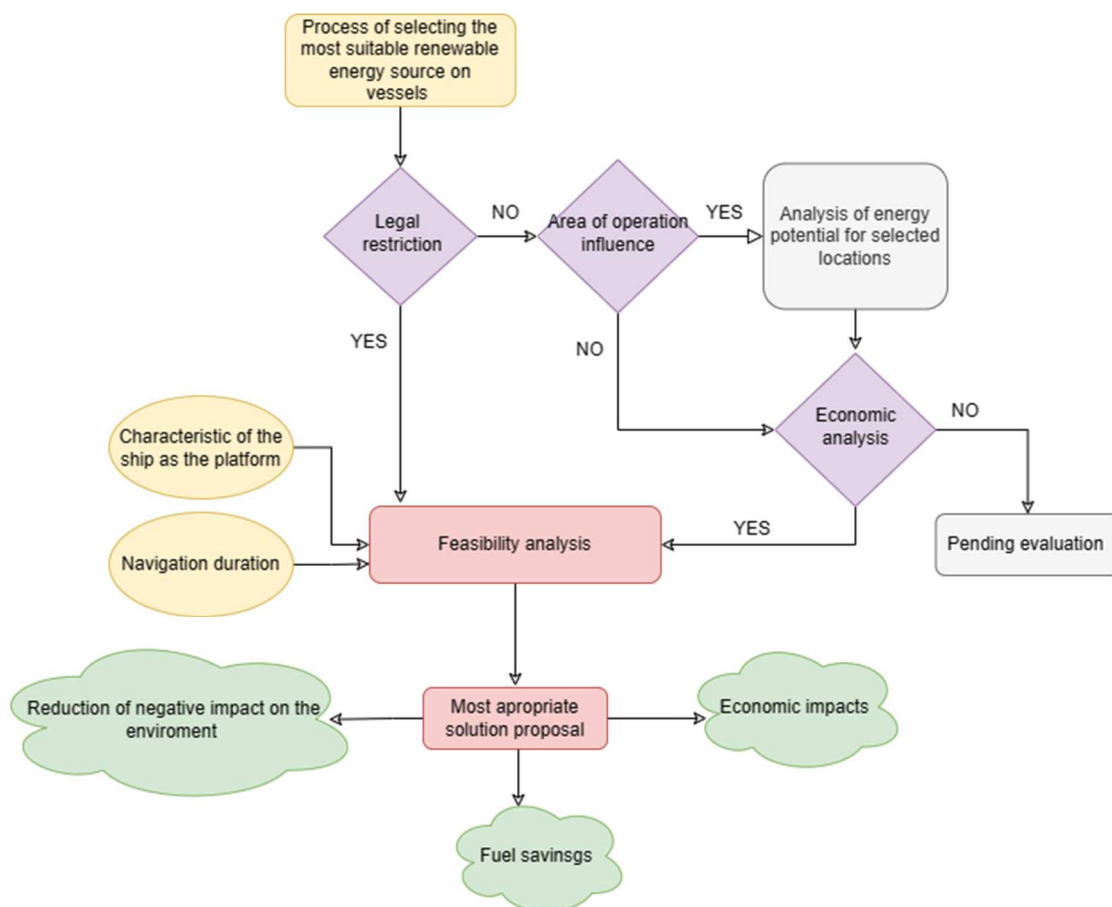 Process of selecting the
most suitable renewable
energy source on
vessels
Legal
restriction
NO
Area of operation
influence
YES
Analysis of energy
potential for selected
locations
YES
NO
Economic
analysis
NO
Characteristic of the
ship as the platform
Feasibility analysis
YES
Pending evaluation
Navigation duration
Reduction of negative impact on the
enviroment
Most apropriate
solution proposal
Economic impacts
Fuel savinsgs